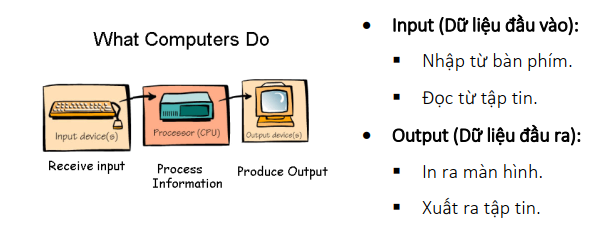 What Computers Do
Input device(s)
Processor (CPU)
Output device(s)
Receive input
Process
Information
Produce Output
• Input (Dữ liệu đầu vào):
▪ Nhập từ bàn phím.
▪ Đọc từ tập tin.
• Output (Dữ liệu đầu ra):
▪ In ra màn hình.
▪ Xuất ra tập tin.